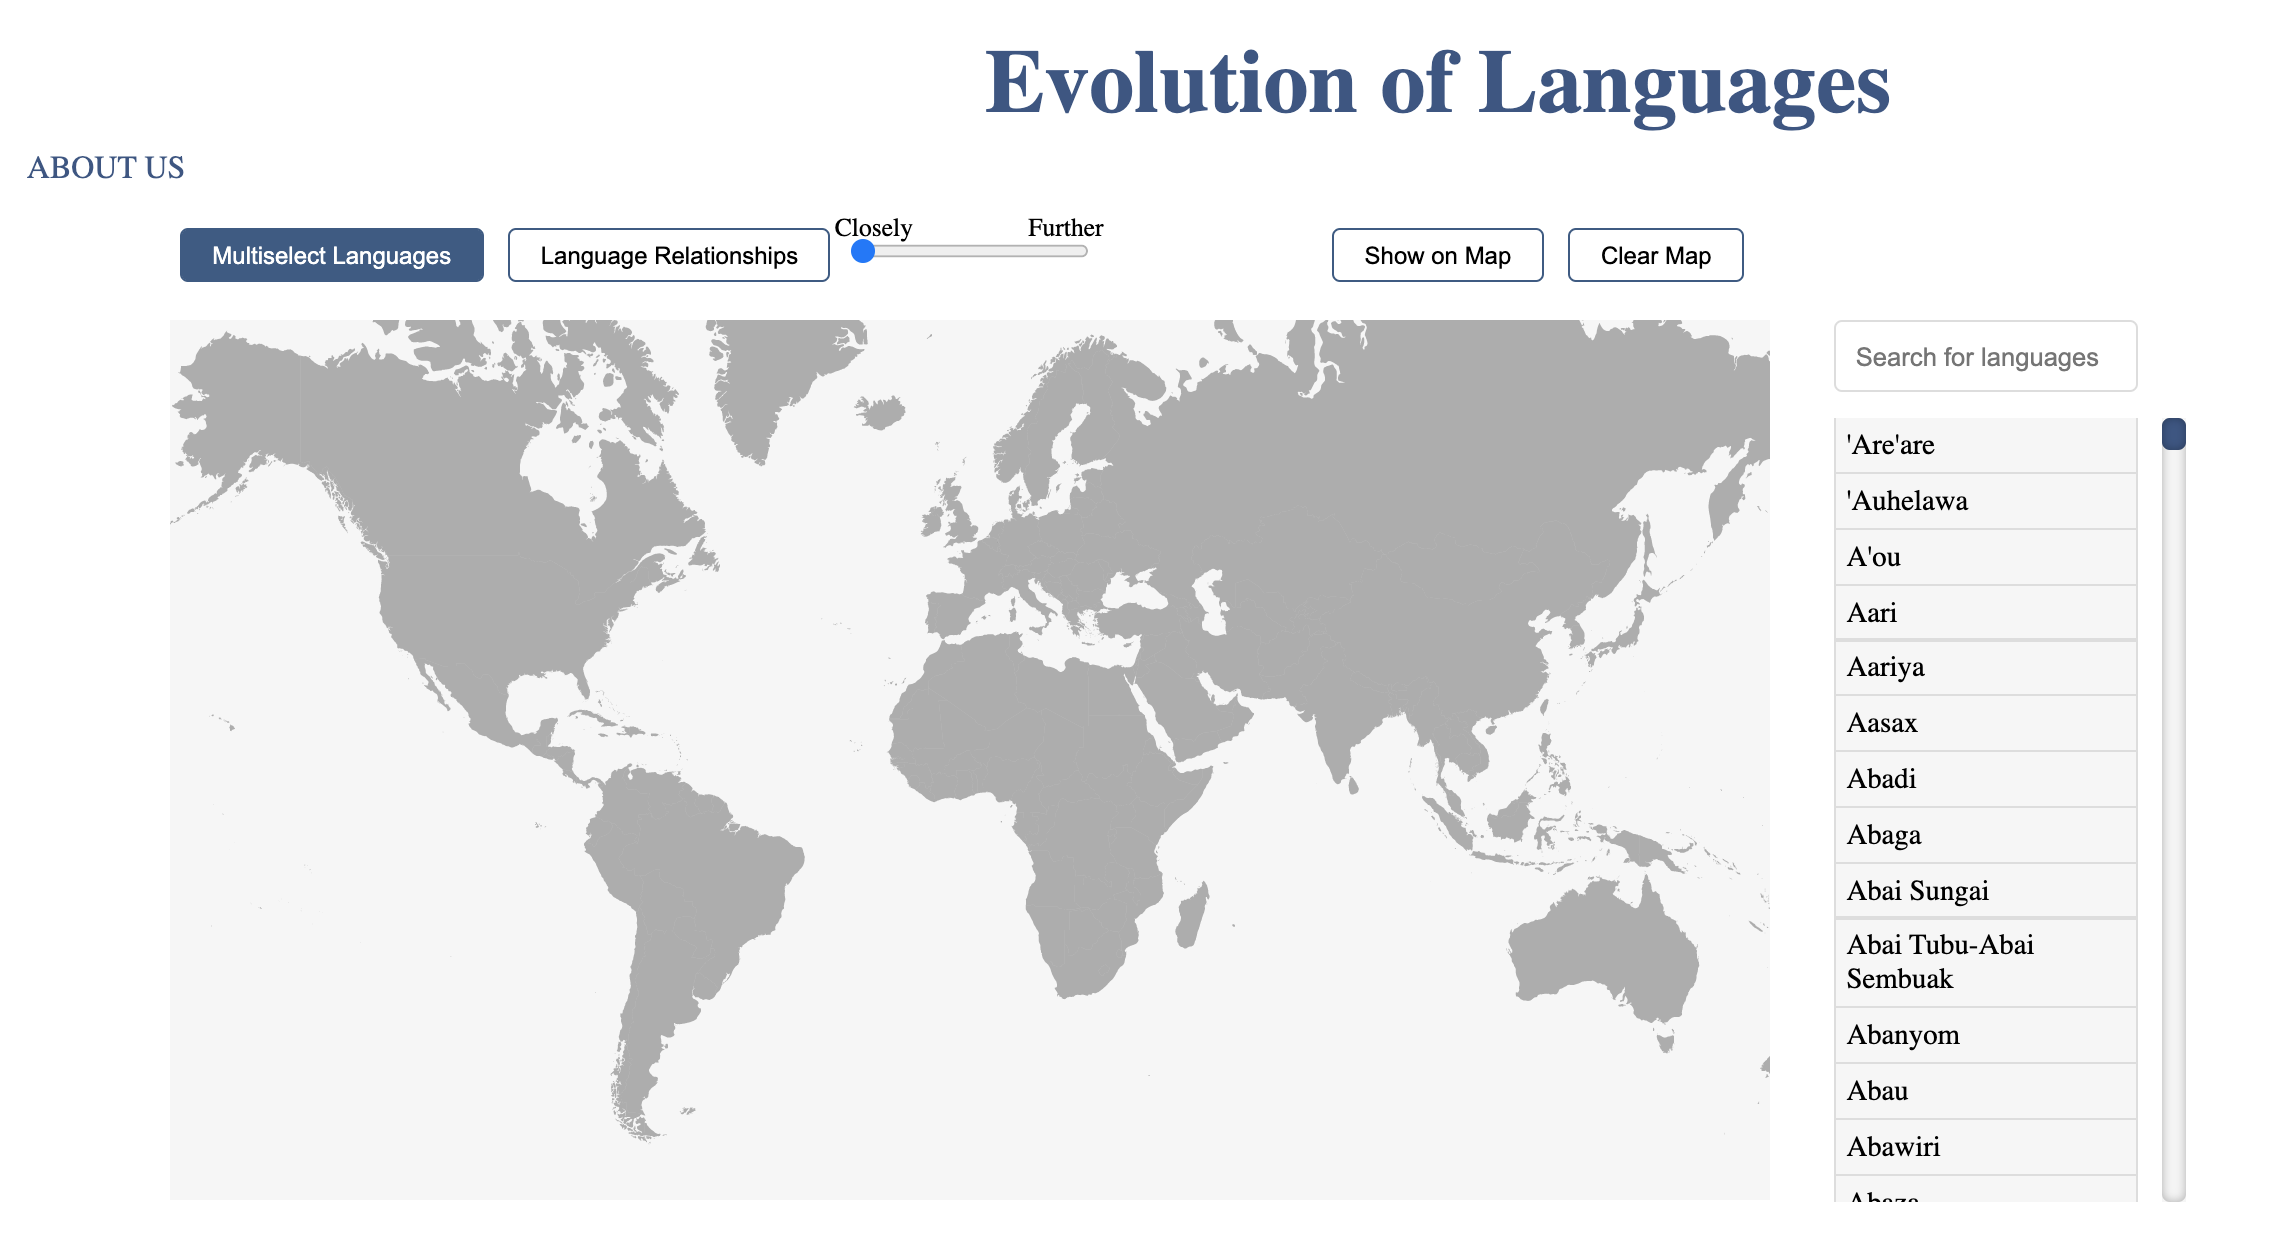 Evolution of Languages
ABOUT US
Multiselect Languages
Language Relationships
Closely
Further
Show on Map
Clear Map
Search for languages
'Are'are
'Auhelawa
A'ou
Aari
Aariya
Aasax
Abadi
Abaga
Abai Sungai
Abai Tubu-Abai
Sembuak
Abanyom
Abau
Abawiri
Abaza